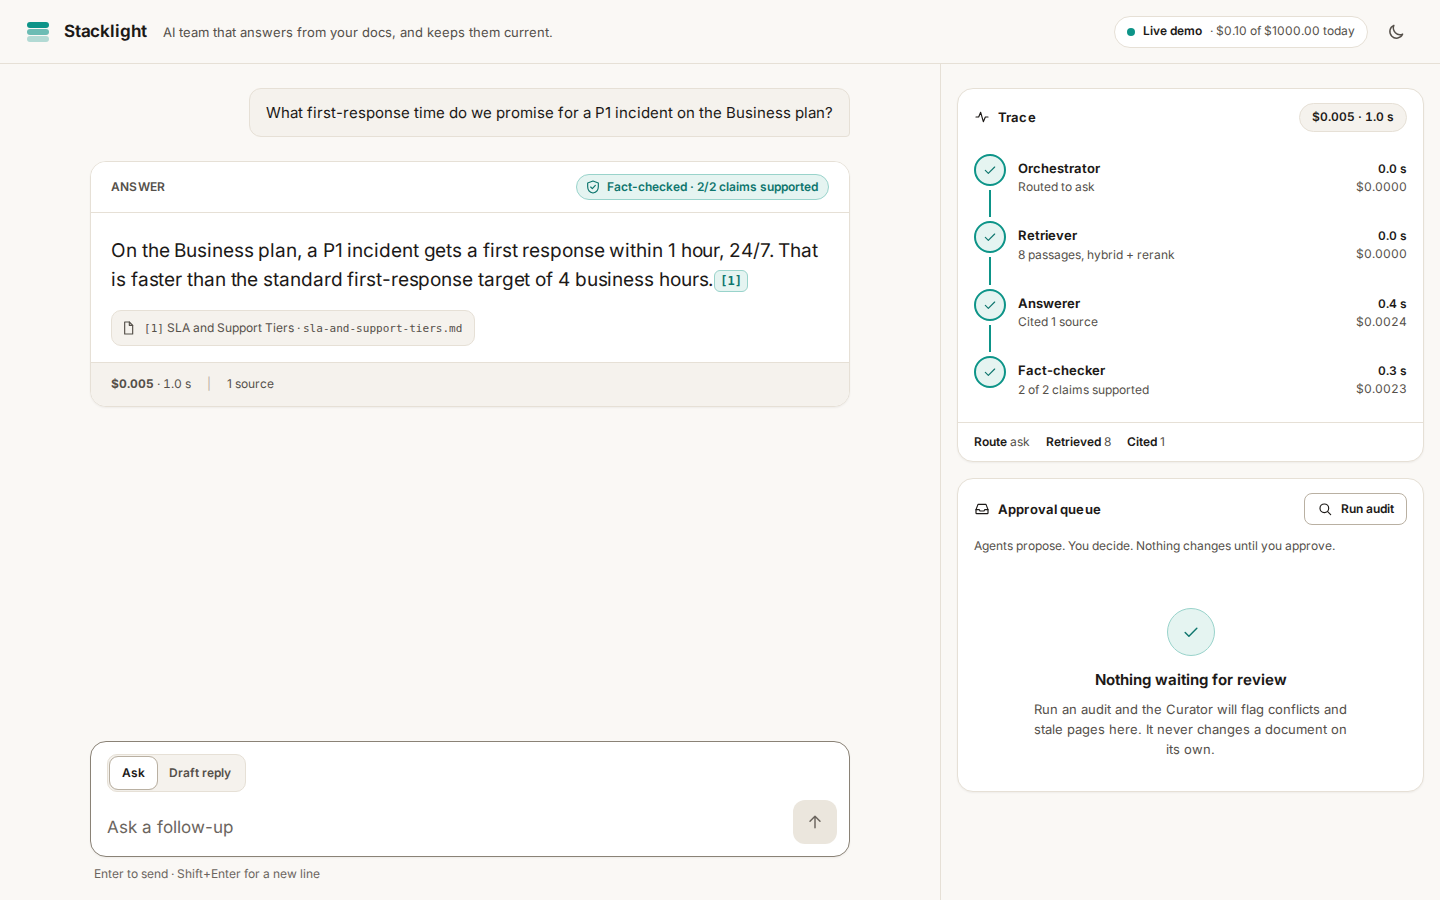 Stacklight
AI team that answers from your docs, and keeps them current.
Live demo · $0.10 of $1000.00 today
What first-response time do we promise for a P1 incident on the Business plan?
ANSWER
Fact-checked · 2/2 claims supported
On the Business plan, a P1 incident gets a first response within 1 hour, 24/7. That
is faster than the standard first-response target of 4 business hours. [1]
[1] SLA and Support Tiers · sla-and-support-tiers.md
$0.005 · 1.0 s | 1 source
Ask
Draft reply
Ask a follow-up
Enter to send · Shift+Enter for a new line
Trace
$0.005 · 1.0 s
Orchestrator 0.0 s
Routed to ask $0.0000
Retriever 0.0 s
8 passages, hybrid + rerank $0.0000
Answerer 0.4 s
Cited 1 source $0.0024
Fact-checker 0.3 s
2 of 2 claims supported $0.0023
Route ask Retrieved 8 Cited 1
Approval queue
Run audit
Agents propose. You decide. Nothing changes until you approve.
Nothing waiting for review
Run an audit and the Curator will flag conflicts and
stale pages here. It never changes a document on
its own.